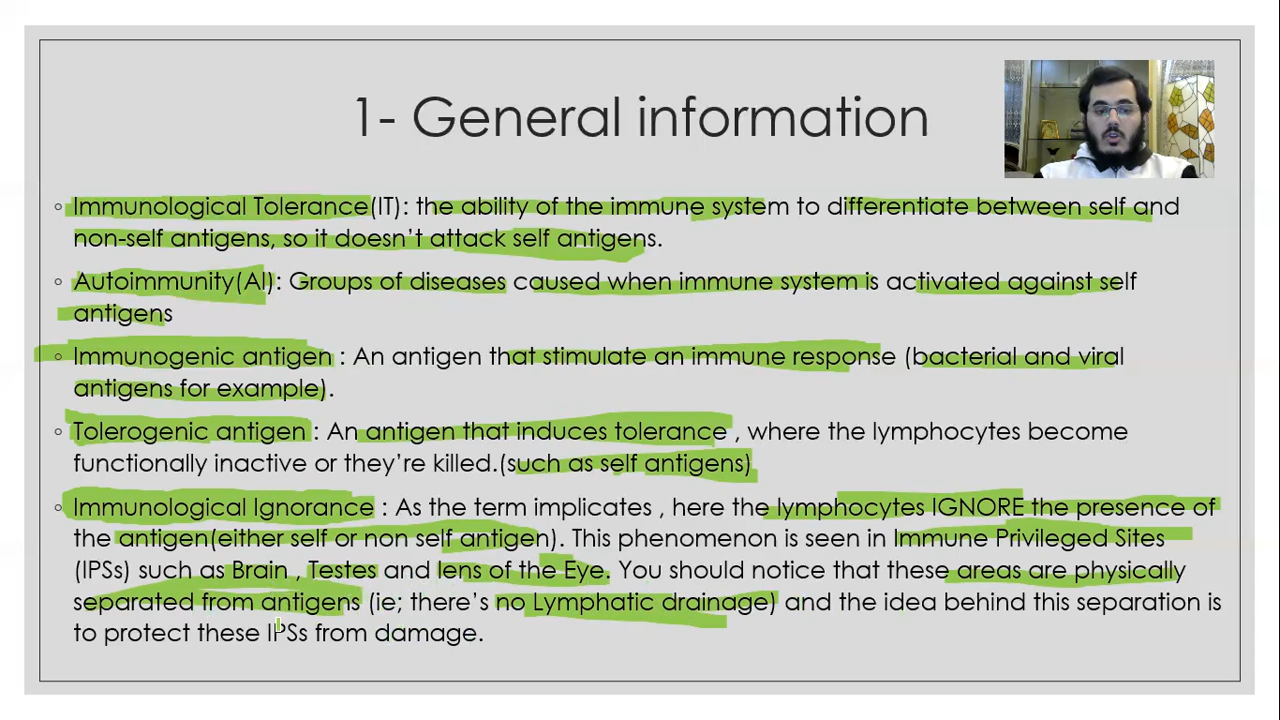 1- General information
◦ Immunological Tolerance(IT): the ability of the immune system to differentiate between self and
non-self antigens, so it doesn't attack self antigens.
◦ Autoimmunity(AI): Groups of diseases caused when immune system is activated against self
antigens
◦ Immunogenic antigen : An antigen that stimulate an immune response (bacterial and viral
antigens for example).
◦ Tolerogenic antigen : An antigen that induces tolerance , where the lymphocytes become
functionally inactive or they're killed.(such as self antigens)
◦ Immunological Ignorance : As the term implicates , here the lymphocytes IGNORE the presence of
the antigen(either self or non self antigen). This phenomenon is seen in Immune Privileged Sites
(IPSs) such as Brain , Testes and lens of the Eye. You should notice that these areas are physically
separated from antigens (ie; there's no Lymphatic drainage) and the idea behind this separation is
to protect these IPSs from damage.